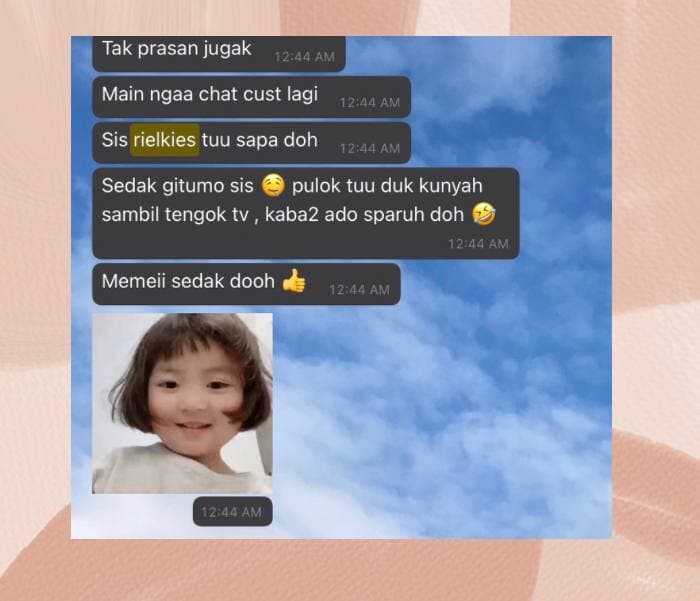 Tak prasan jugak
12:44 AM
Main ngaa chat cust lagi
12:44 AM
Sis rielkies tuu sapa doh
12:44 AM
Sedak gitumo sis 🤤 pulok tuu duk kunyah
sambil tengok tv , kaba2 ado sparuh doh 🤣
12:44 AM
Memeii sedak dooh 👍
12:44 AM
12:44 AM